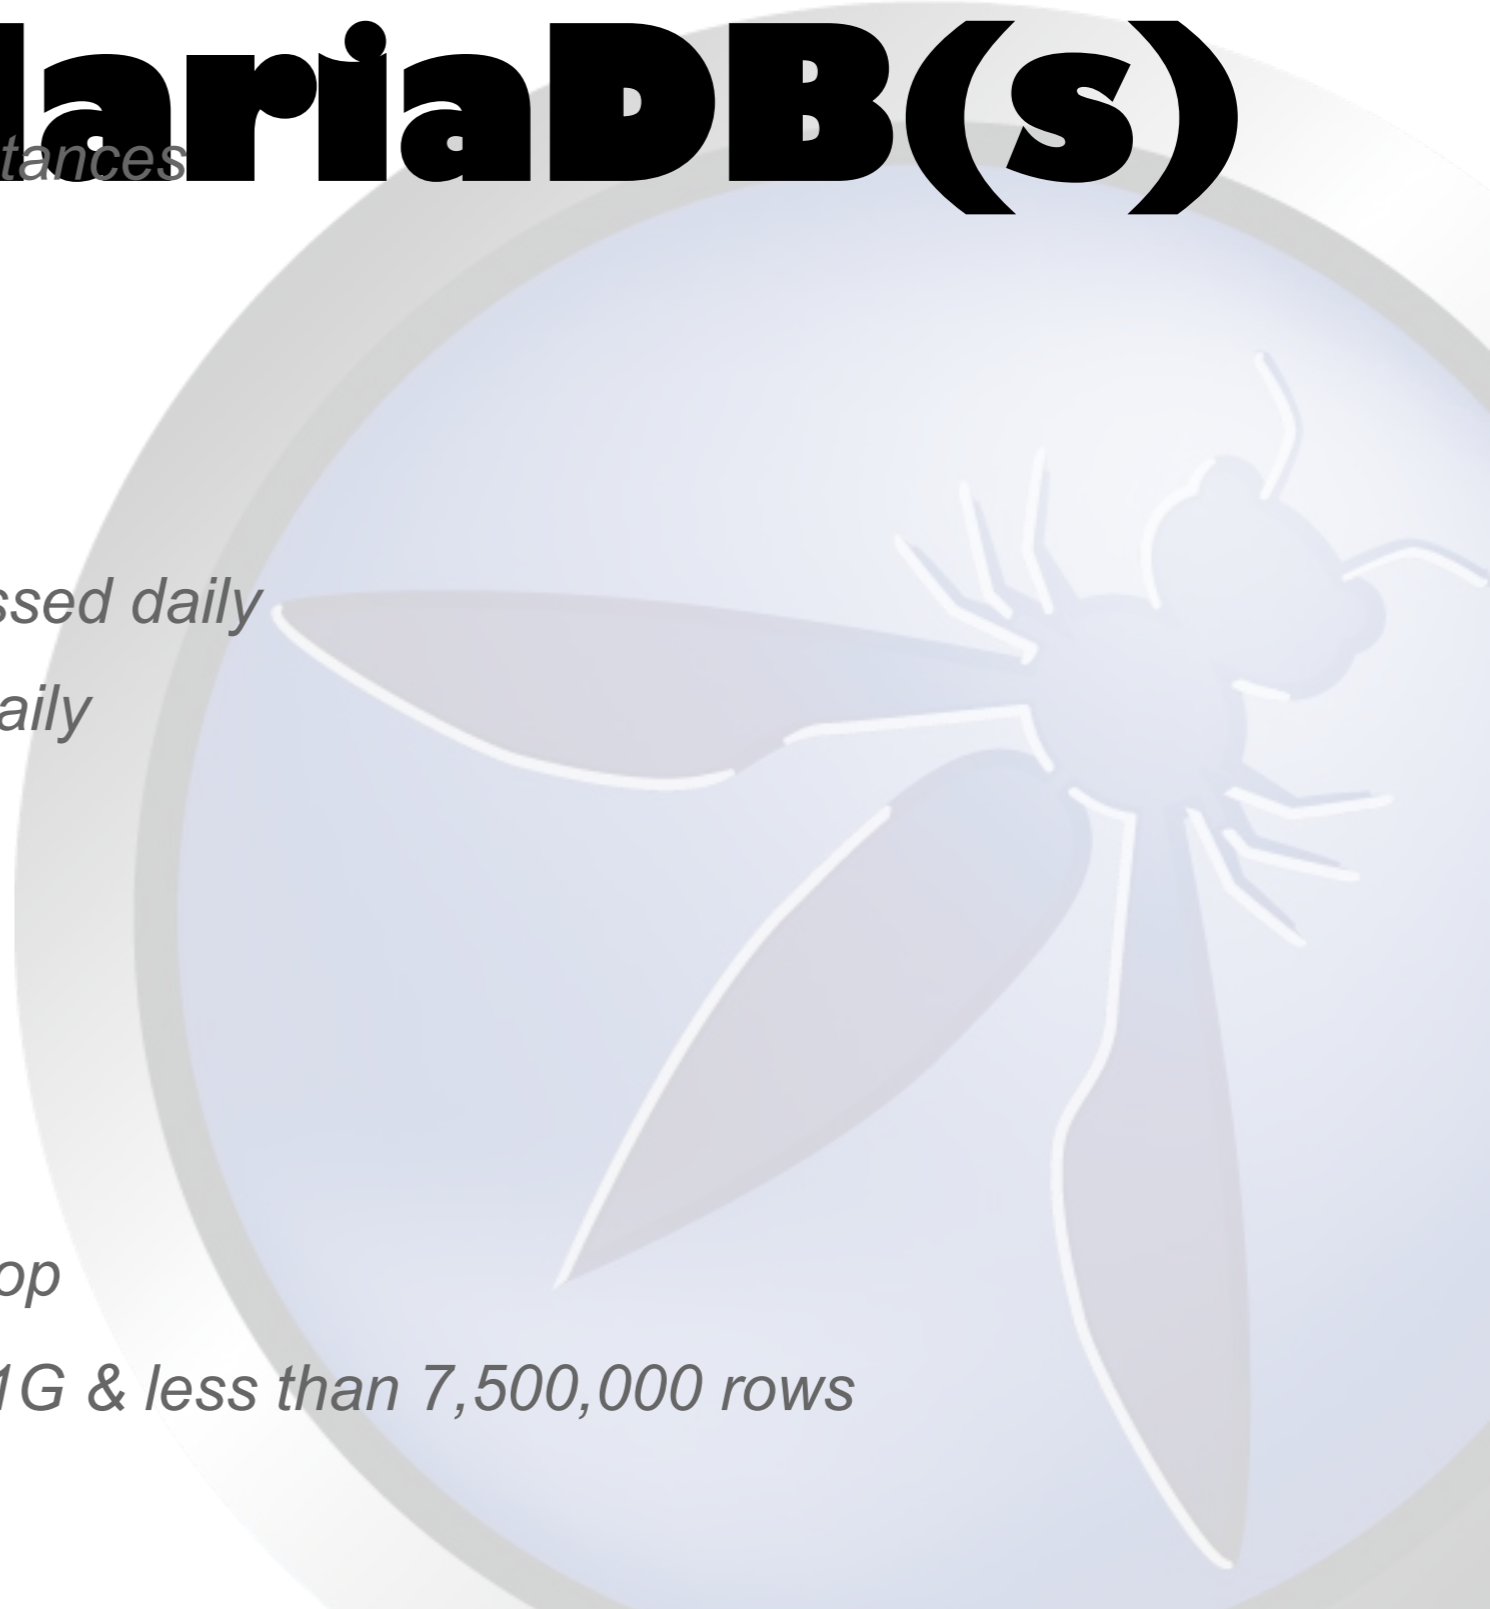 lariaDB(s)
tances
ssed daily
aily
op
1G & less than 7,500,000 rows